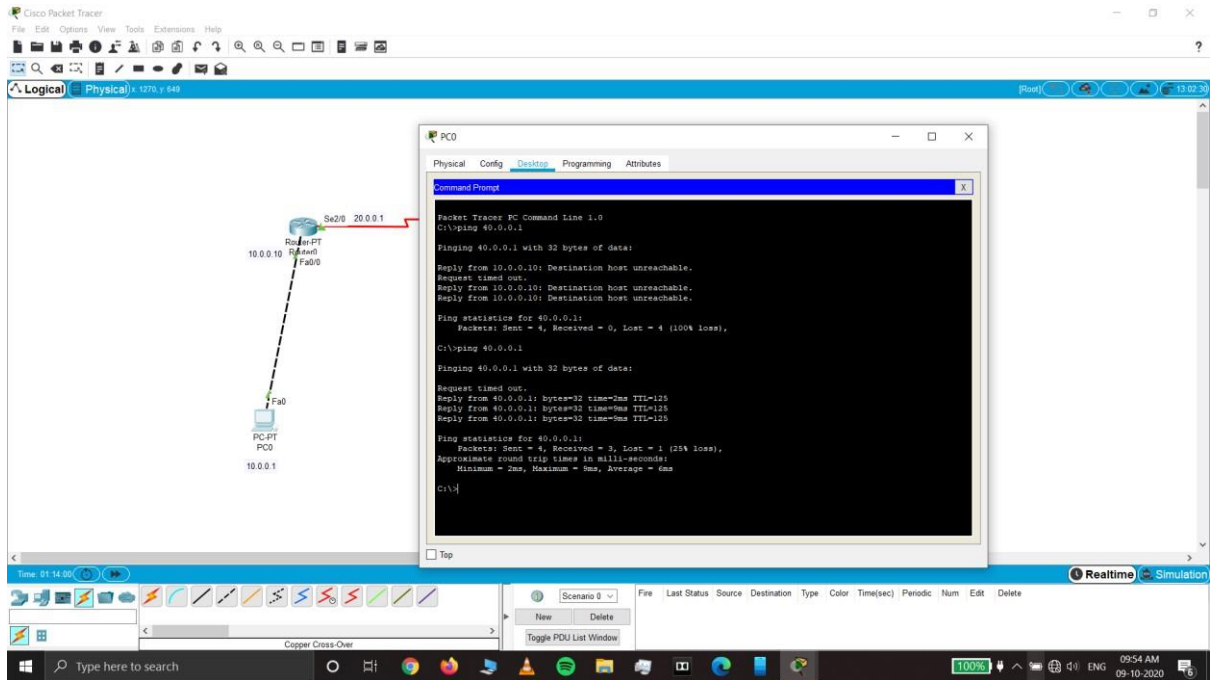 Cisco Packet Tracer
File Edit Options View Tools Extensions Help
?
Logical Physical x: 1270, y: 649 [Root] 13:02:30
PC0
Physical Config Desktop Programming Attributes
Command Prompt X
Packet Tracer PC Command Line 1.0
C:\>ping 40.0.0.1
Pinging 40.0.0.1 with 32 bytes of data:
Reply from 10.0.0.10: Destination host unreachable.
Request timed out.
Reply from 10.0.0.10: Destination host unreachable.
Reply from 10.0.0.10: Destination host unreachable.
Ping statistics for 40.0.0.1:
Packets: Sent = 4, Received = 0, Lost = 4 (100% loss),
C:\>ping 40.0.0.1
Pinging 40.0.0.1 with 32 bytes of data:
Request timed out.
Reply from 40.0.0.1: bytes=32 time=2ms TTL=125
Reply from 40.0.0.1: bytes=32 time=9ms TTL=125
Reply from 40.0.0.1: bytes=32 time=9ms TTL=125
Ping statistics for 40.0.0.1:
Packets: Sent = 4, Received = 3, Lost = 1 (25% loss),
Approximate round trip times in milli-seconds:
Minimum = 2ms, Maximum = 9ms, Average = 6ms
C:\>
Top
Se2/0 20.0.0.1
Router-PT
10.0.0.10 Router0
Fa0/0
Fa0
PC-PT
PC0
10.0.0.1
Time: 01:14:00 Realtime Simulation
Scenario 0
New Delete
Toggle PDU List Window
Fire Last Status Source Destination Type Color Time(sec) Periodic Num Edit Delete
Copper Cross-Over
Type here to search
100% ENG 09:54 AM
09-10-2020 6